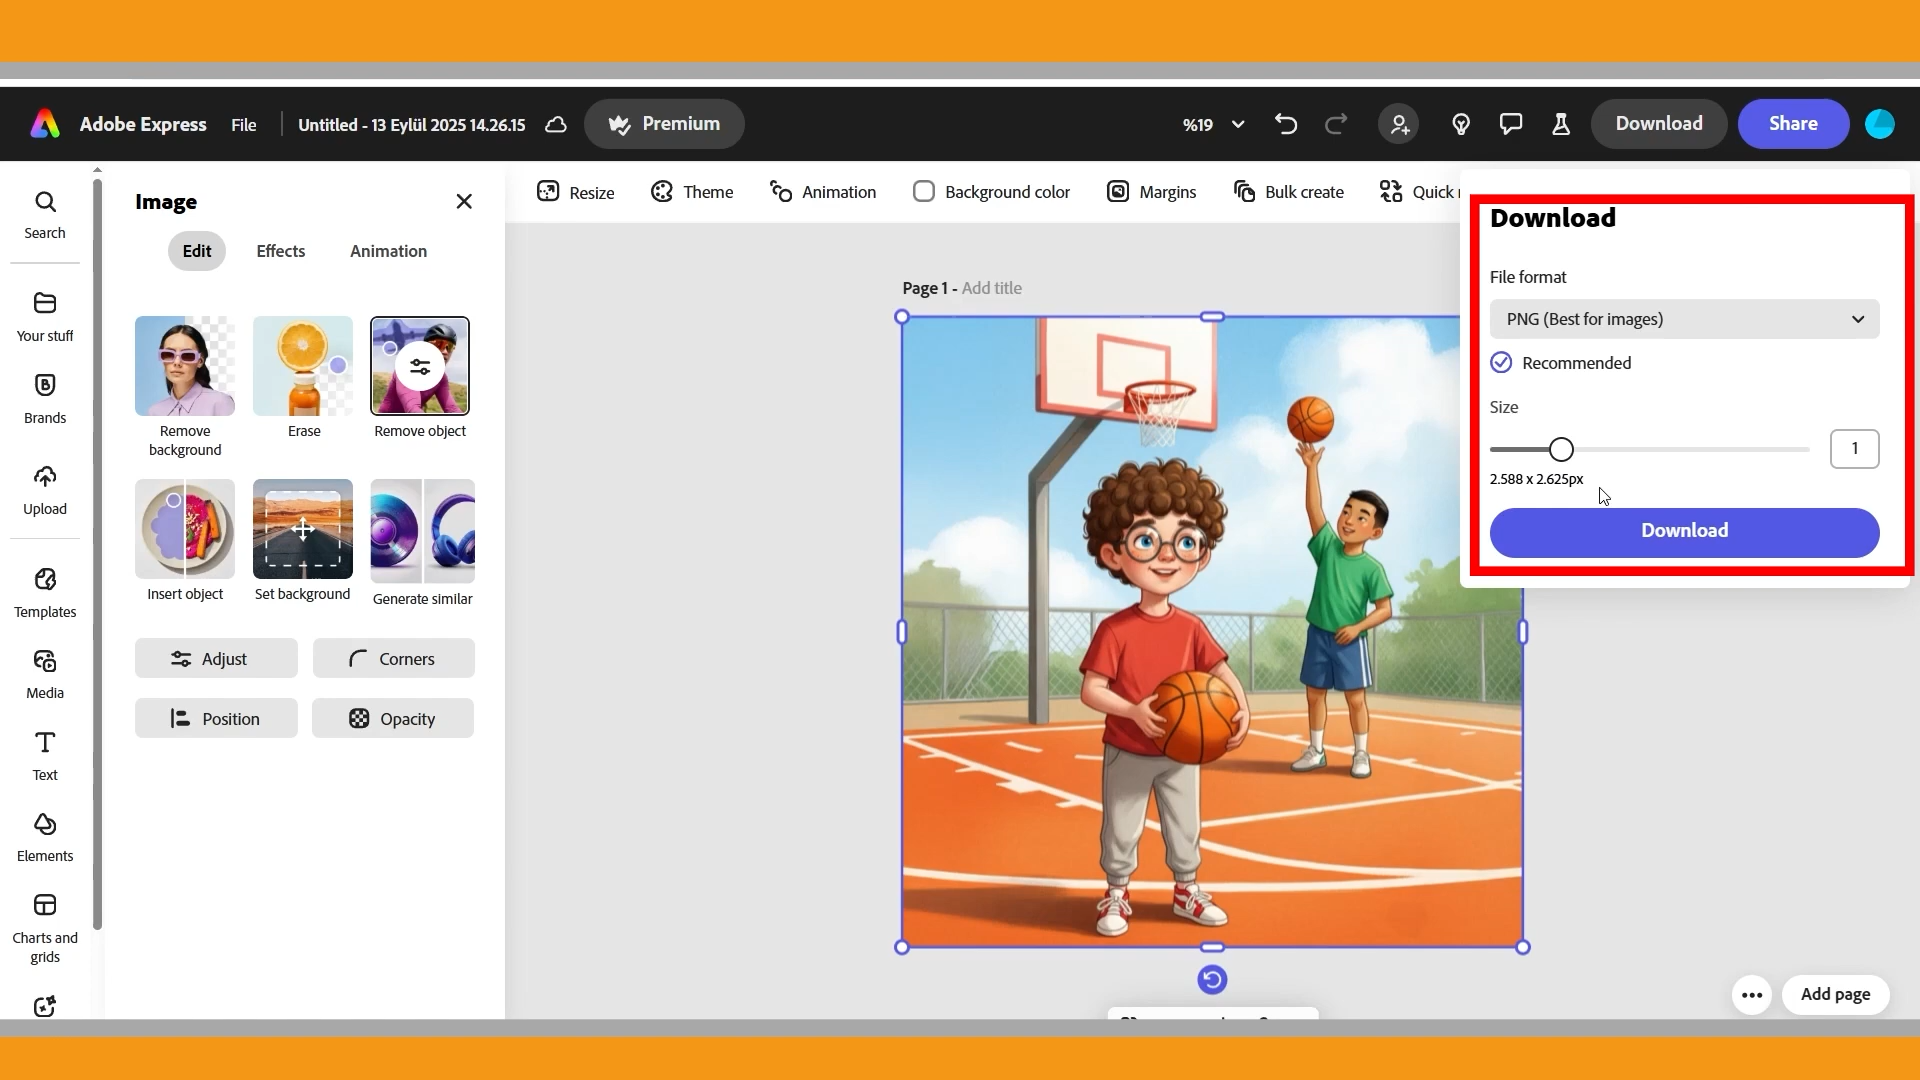 Adobe Express File Untitled - 13 Eylül 2025 14.26.15 Premium %19 Download Share
Search
Your stuff
Brands
Upload
Templates
Media
Text
Elements
Charts and
grids
Image
Edit Effects Animation
Remove
background
Erase
Remove object
Insert object
Set background
Generate similar
Adjust Corners
Position Opacity
Resize Theme Animation Background color Margins Bulk create Quick
Page 1 - Add title
Download
File format
PNG (Best for images)
Recommended
Size
1
2.588 x 2.625px
Download
Add page